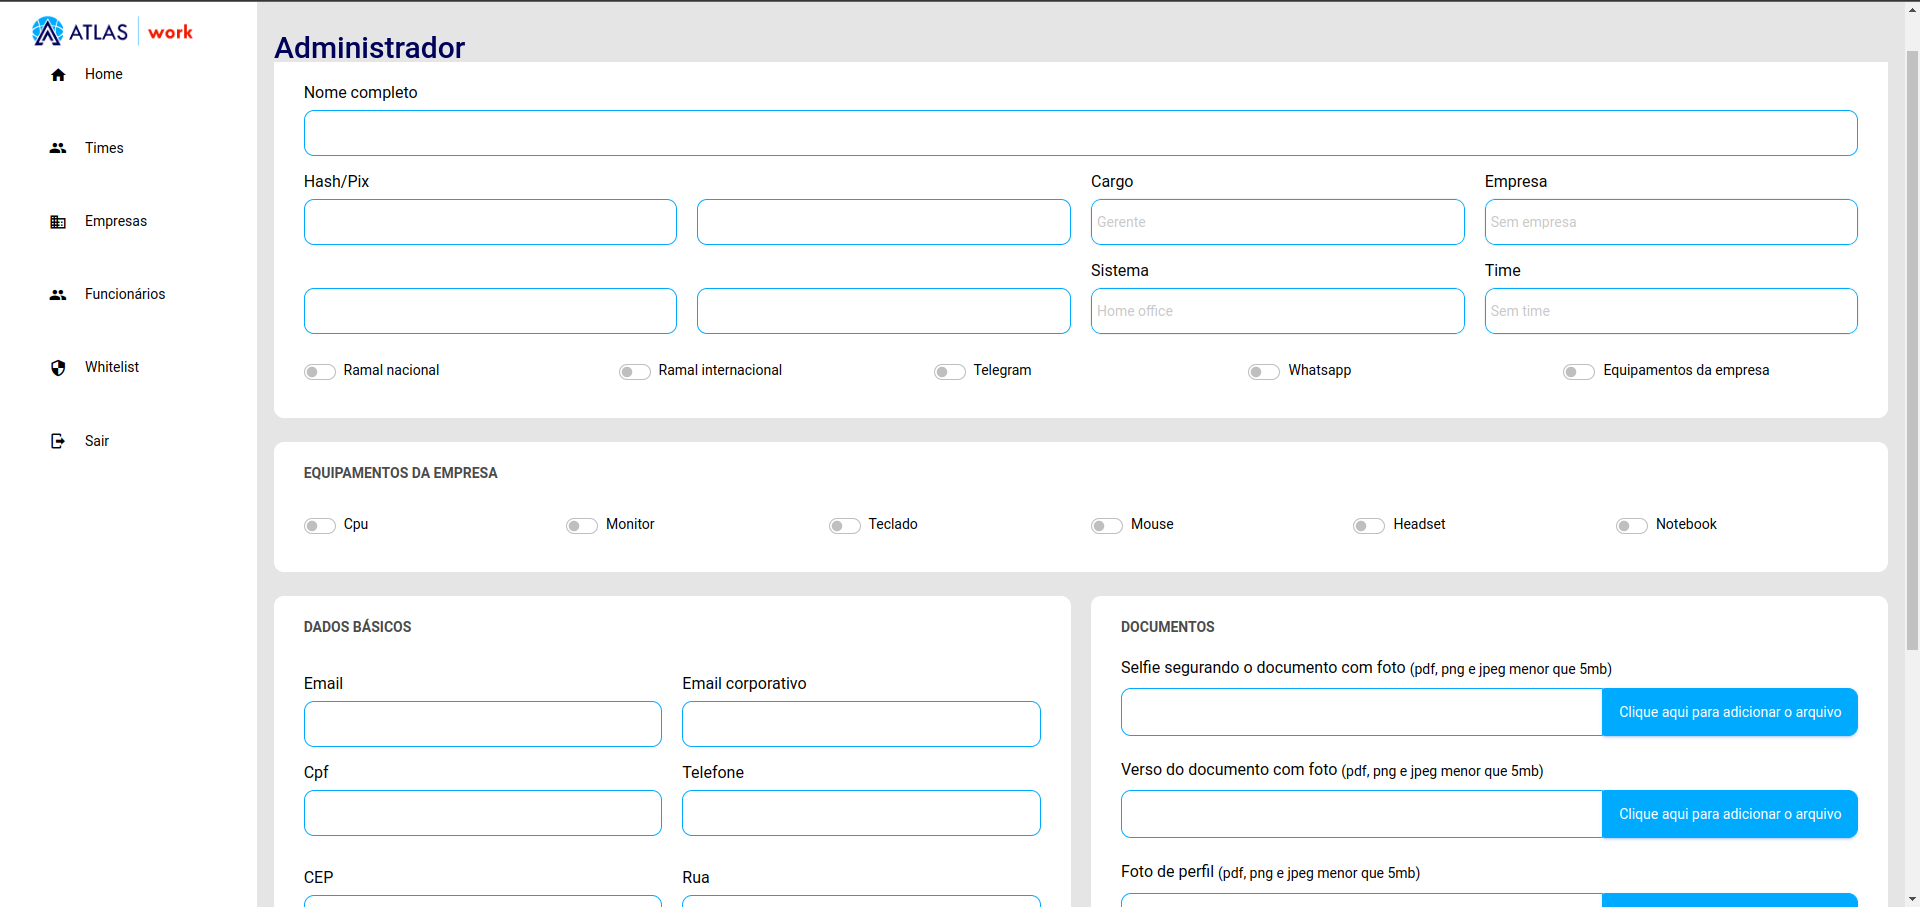 ATLAS work
Home
Times
Empresas
Funcionários
Whitelist
Sair
Administrador
Nome completo
Hash/Pix
Cargo
Empresa
Gerente
Sem empresa
Sistema
Time
Home office
Sem time
Ramal nacional
Ramal internacional
Telegram
Whatsapp
Equipamentos da empresa
EQUIPAMENTOS DA EMPRESA
Cpu
Monitor
Teclado
Mouse
Headset
Notebook
DADOS BÁSICOS
Email
Email corporativo
Cpf
Telefone
CEP
Rua
DOCUMENTOS
Selfie segurando o documento com foto (pdf, png e jpeg menor que 5mb)
Clique aqui para adicionar o arquivo
Verso do documento com foto (pdf, png e jpeg menor que 5mb)
Clique aqui para adicionar o arquivo
Foto de perfil (pdf, png e jpeg menor que 5mb)